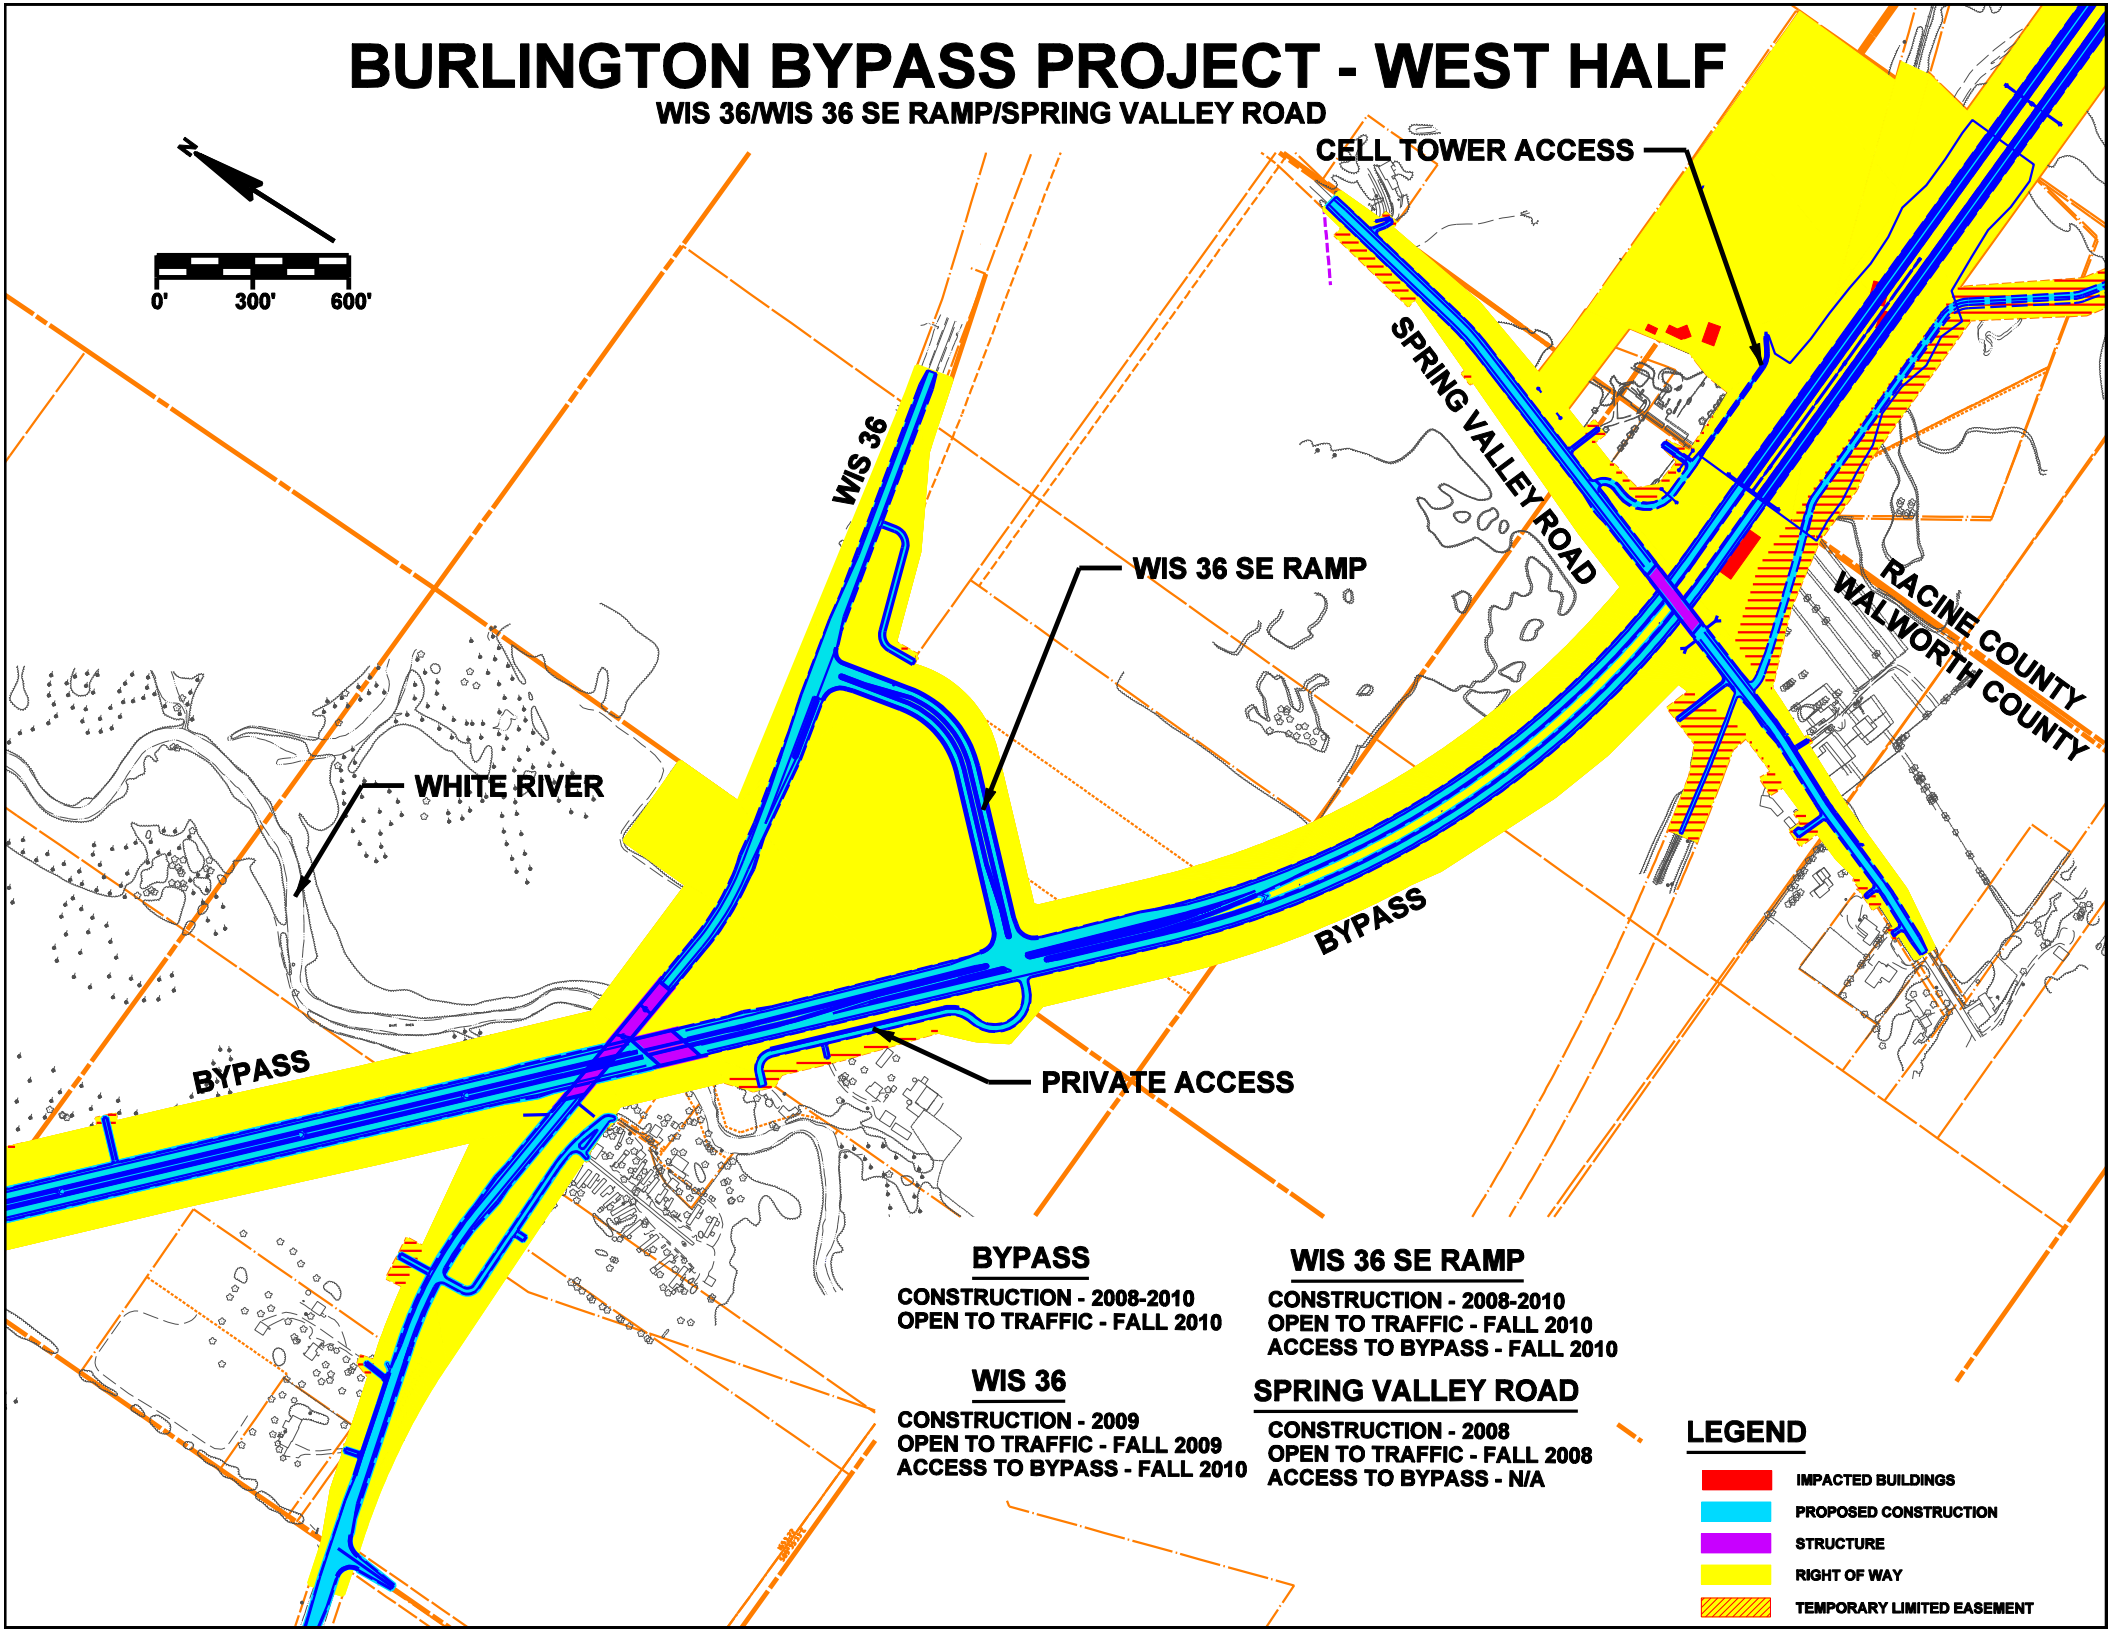 BURLINGTON BYPASS PROJECT - WEST HALF
WIS 36/WIS 36 SE RAMP/SPRING VALLEY ROAD
N
0' 300' 600'
CELL TOWER ACCESS
SPRING VALLEY ROAD
WIS 36
WIS 36 SE RAMP
RACINE COUNTY
WALWORTH COUNTY
WHITE RIVER
BYPASS
BYPASS
PRIVATE ACCESS
BYPASS
CONSTRUCTION - 2008-2010
OPEN TO TRAFFIC - FALL 2010
WIS 36 SE RAMP
CONSTRUCTION - 2008-2010
OPEN TO TRAFFIC - FALL 2010
ACCESS TO BYPASS - FALL 2010
WIS 36
CONSTRUCTION - 2009
OPEN TO TRAFFIC - FALL 2009
ACCESS TO BYPASS - FALL 2010
SPRING VALLEY ROAD
CONSTRUCTION - 2008
OPEN TO TRAFFIC - FALL 2008
ACCESS TO BYPASS - N/A
LEGEND
IMPACTED BUILDINGS
PROPOSED CONSTRUCTION
STRUCTURE
RIGHT OF WAY
TEMPORARY LIMITED EASEMENT